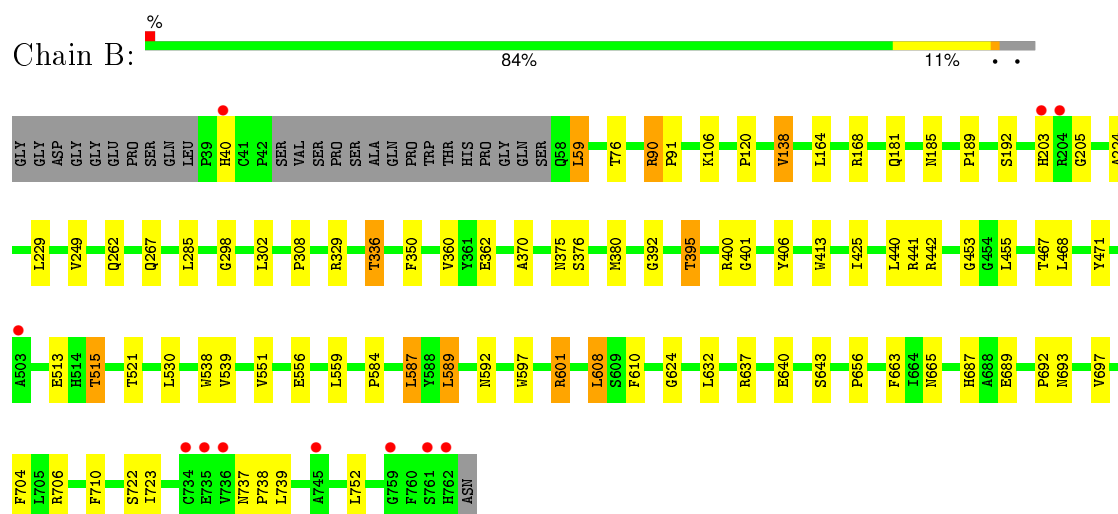 %
Chain B:
84% 11% • •
GLY GLY ASP GLY GLY GLU PRO SER GLN LEU P39 H40 C41 P42 SER VAL SER PRO SER ALA GLN PRO TRP THR HIS PRO GLY GLN SER Q58 L59 T76 R90 P91 K106 P120 V138 L164 R168 Q181 N185 P189 S192 H203 R204 G205 A224
L229 V249 Q262 Q267 L285 G298 L302 P308 R329 T336 F350 V360 Y361 E362 A370 N375 S376 M380 G392 T395 R400 G401 Y406 W413 I425 L440 R441 R442 G453 G454 L455 T467 L468 Y471
A503 E513 H514 T515 T521 L530 W538 V539 V551 E556 L559 P584 L587 Y588 L589 N592 W597 R601 L608 S609 F610 G624 L632 R637 E640 S643 P656 F663 I664 N665 H687 A688 E689 P692 N693 V697
F704 L705 R706 F710 S722 I723 C734 E735 V736 N737 P738 L739 A745 L752 G759 F760 S761 H762 ASN